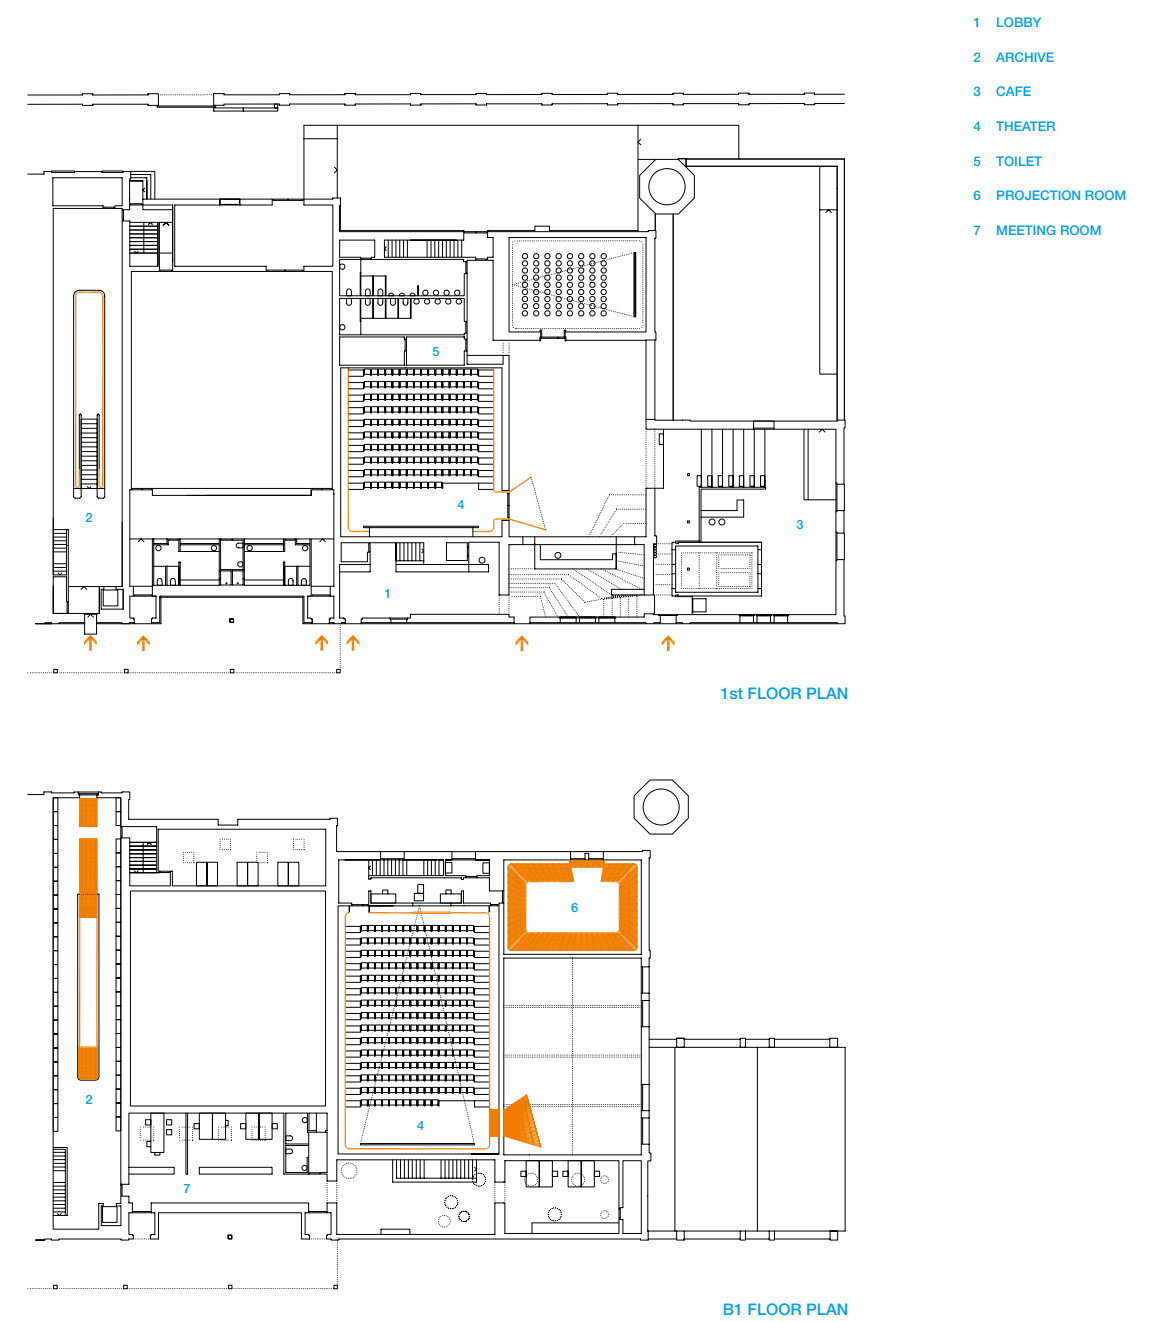 1 LOBBY
2 ARCHIVE
3 CAFE
4 THEATER
5 TOILET
6 PROJECTION ROOM
7 MEETING ROOM
5
4
2
3
1
1st FLOOR PLAN
6
2
4
7
B1 FLOOR PLAN